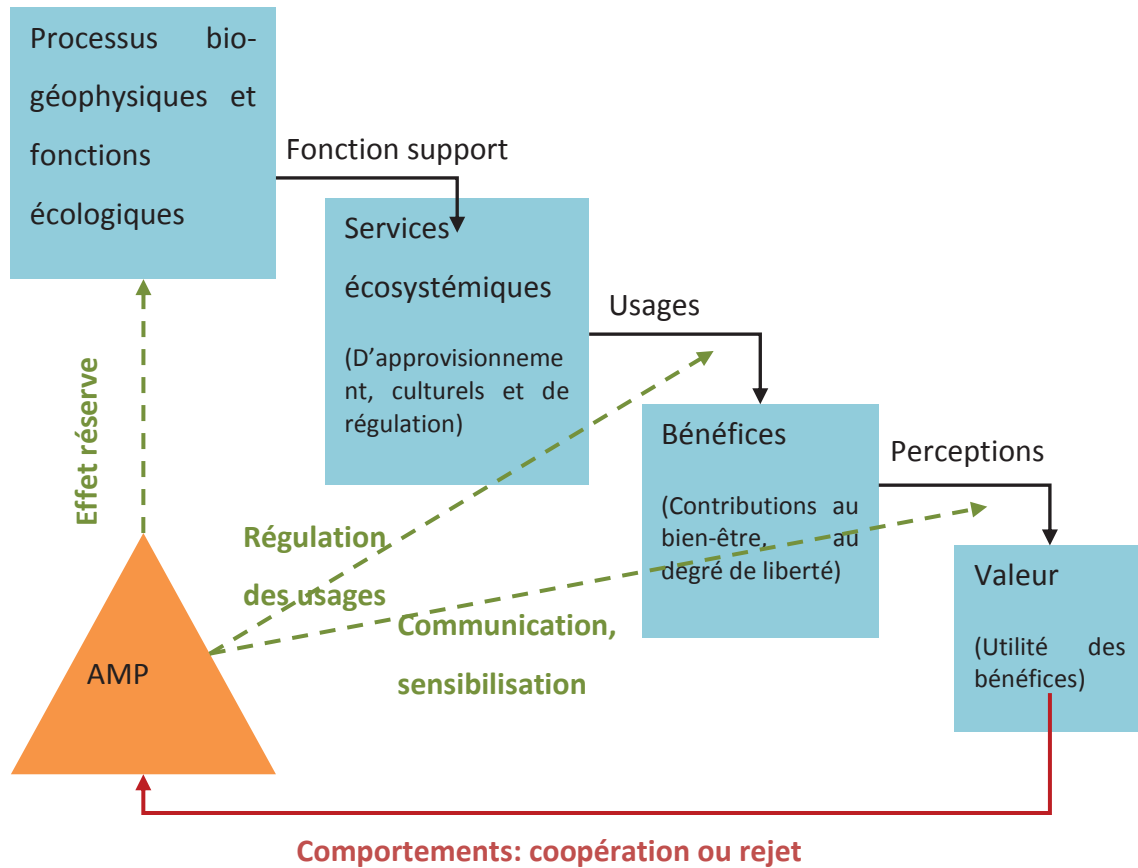 Processus bio-
géophysiques et
fonctions
écologiques
Fonction support
Services
écosystémiques
(D’approvisionneme
nt, culturels et de
régulation)
Usages
Bénéfices
(Contributions au
bien-être, au
degré de liberté)
Perceptions
Valeur
(Utilité des
bénéfices)
Effet réserve
Régulation
des usages
Communication,
sensibilisation
AMP
Comportements: coopération ou rejet